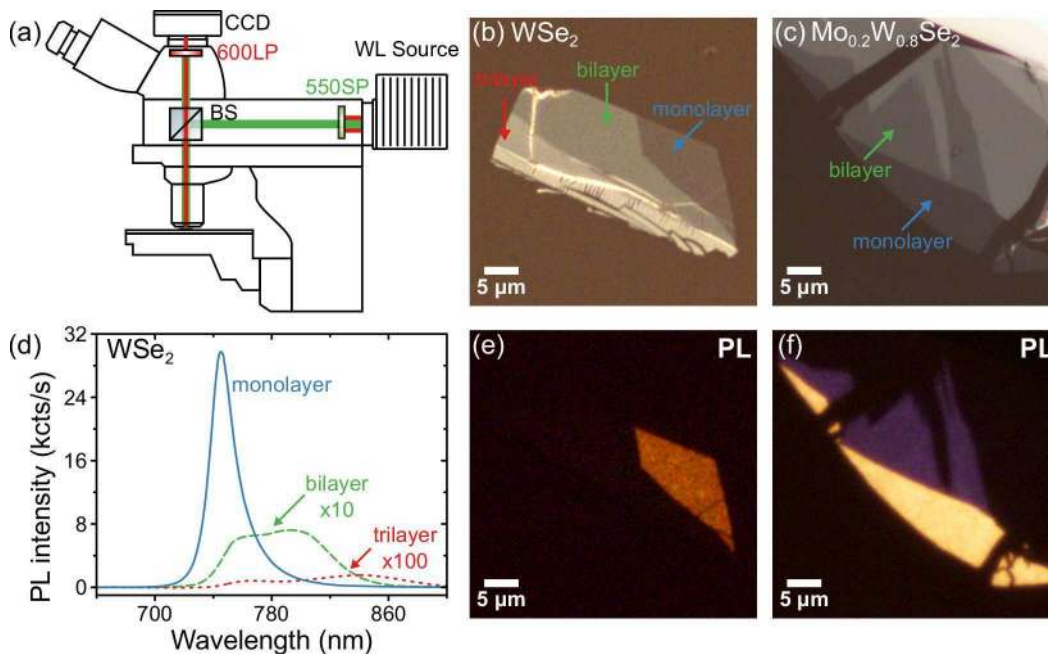 (a)
CCD
600LP
WL Source
550SP
BS
(b) WSe₂
trilayer
bilayer
monolayer
5 µm
(c) Mo₀.₂W₀.₈Se₂
bilayer
monolayer
5 µm
(d)
WSe₂
32
24
16
8
0
PL intensity (kcts/s)
monolayer
bilayer
x10
trilayer
x100
700
780
860
Wavelength (nm)
(e)
PL
5 µm
(f)
PL
5 µm